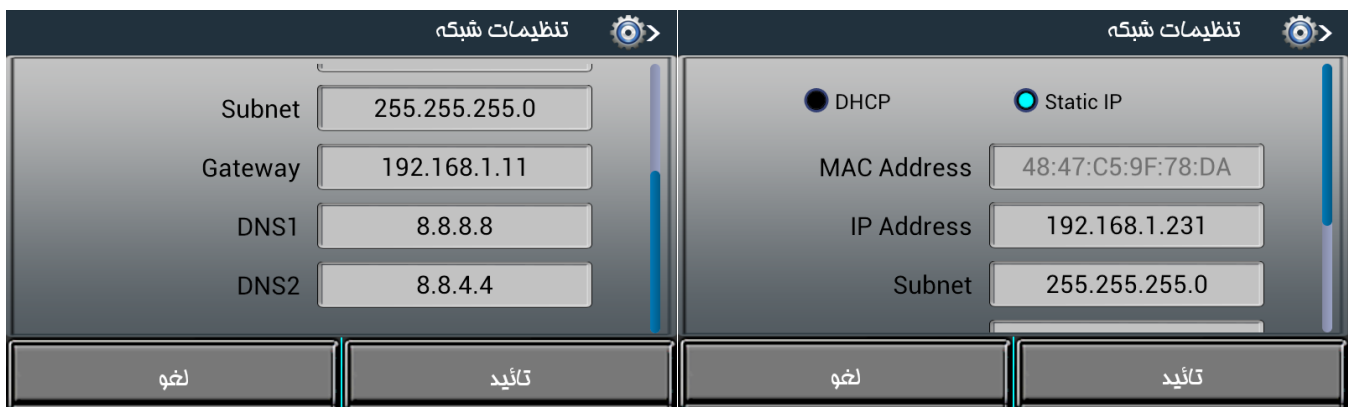 تنظیمات شبکه
Subnet 255.255.255.0
Gateway 192.168.1.11
DNS1 8.8.8.8
DNS2 8.8.4.4
لغو
تائید
تنظیمات شبکه
DHCP Static IP
MAC Address 48:47:C5:9F:78:DA
IP Address 192.168.1.231
Subnet 255.255.255.0
لغو
تائید